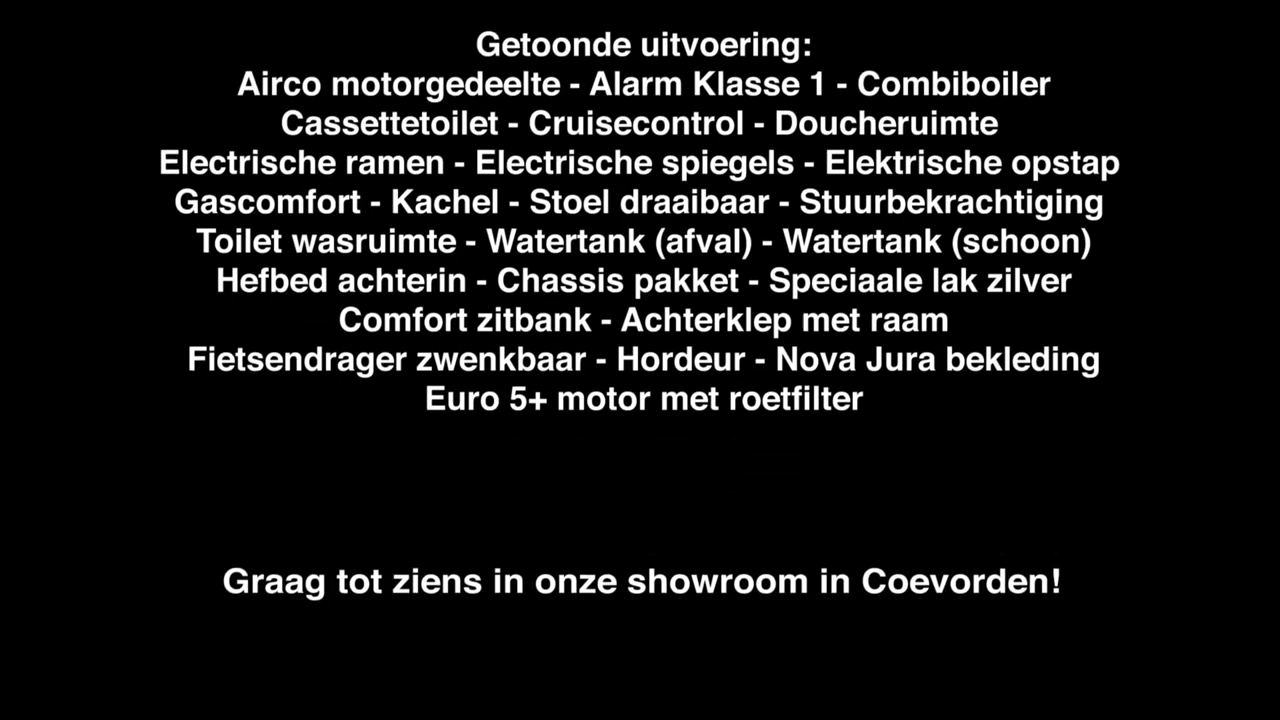 Getoonde uitvoering:
Airco motorgedeelte - Alarm Klasse 1 - Combiboiler
Cassettetoilet - Cruisecontrol - Doucheruimte
Electrische ramen - Electrische spiegels - Elektrische opstap
Gascomfort - Kachel - Stoel draaibaar - Stuurbekrachtiging
Toilet wasruimte - Watertank (afval) - Watertank (schoon)
Hefbed achterin - Chassis pakket - Speciaale lak zilver
Comfort zitbank - Achterklep met raam
Fietsendrager zwenkbaar - Hordeur - Nova Jura bekleding
Euro 5+ motor met roetfilter
Graag tot ziens in onze showroom in Coevorden!